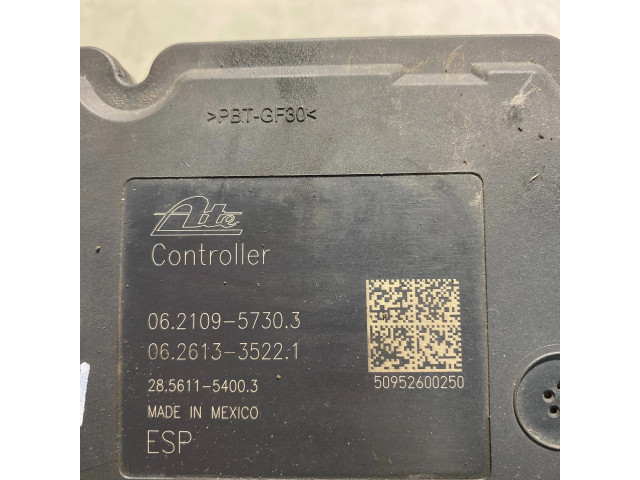 >PBT-GF30<
Ate
Controller
06.2109-5730.3
06.2613-3522.1
28.5611-5400.3
50952600250
MADE IN MEXICO
ESP